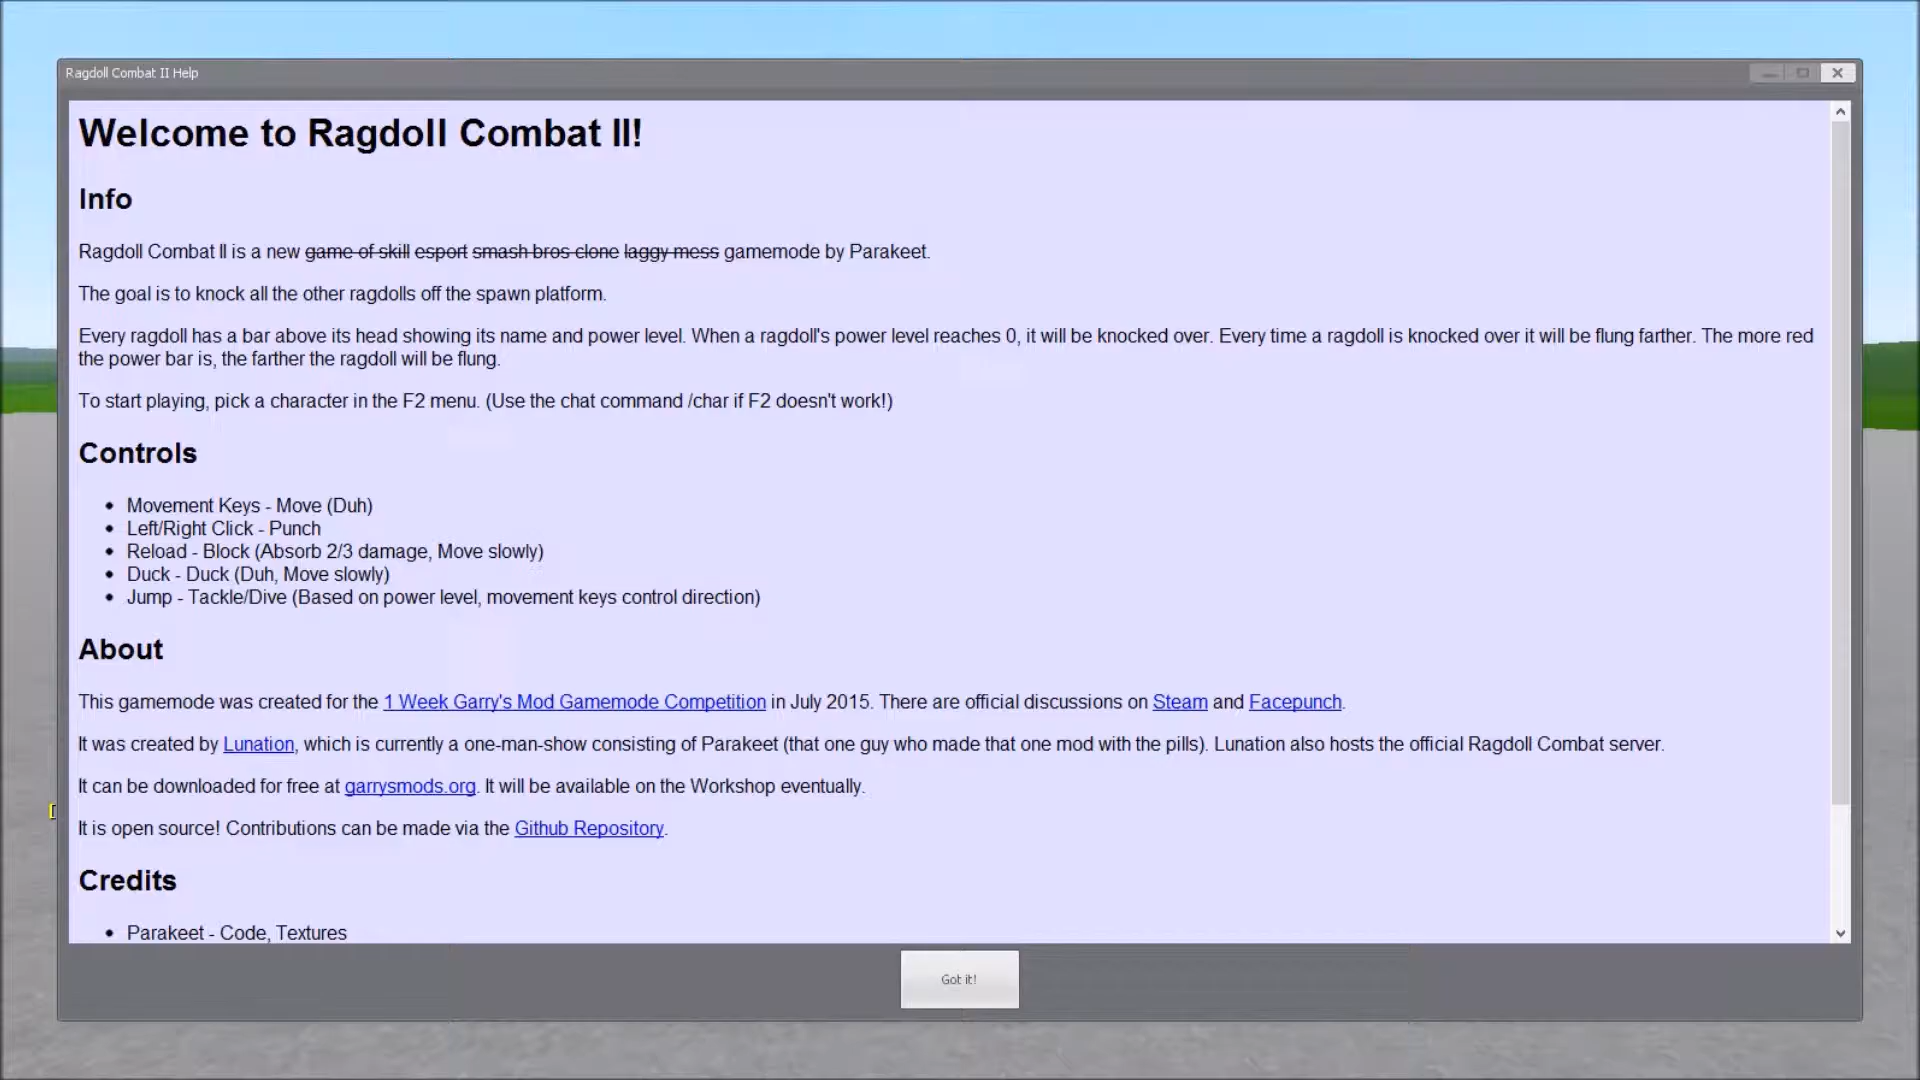 Ragdoll Combat II Help
Welcome to Ragdoll Combat II!
Info
Ragdoll Combat II is a new game of skill esport smash bros clone laggy mess gamemode by Parakeet.
The goal is to knock all the other ragdolls off the spawn platform.
Every ragdoll has a bar above its head showing its name and power level. When a ragdoll's power level reaches 0, it will be knocked over. Every time a ragdoll is knocked over it will be flung farther. The more red
the power bar is, the farther the ragdoll will be flung.
To start playing, pick a character in the F2 menu. (Use the chat command /char if F2 doesn't work!)
Controls
• Movement Keys - Move (Duh)
• Left/Right Click - Punch
• Reload - Block (Absorb 2/3 damage, Move slowly)
• Duck - Duck (Duh, Move slowly)
• Jump - Tackle/Dive (Based on power level, movement keys control direction)
About
This gamemode was created for the 1 Week Garry's Mod Gamemode Competition in July 2015. There are official discussions on Steam and Facepunch.
It was created by Lunation, which is currently a one-man-show consisting of Parakeet (that one guy who made that one mod with the pills). Lunation also hosts the official Ragdoll Combat server.
It can be downloaded for free at garrysmods.org. It will be available on the Workshop eventually.
It is open source! Contributions can be made via the Github Repository.
Credits
• Parakeet - Code, Textures
Got it!